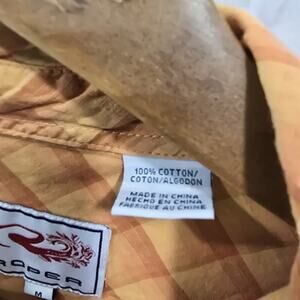 100% COTTON/
COTON/ALGODON
MADE IN CHINA
HECHO EN CHINA
FABRIQUE AU CHINE
ROPER
M